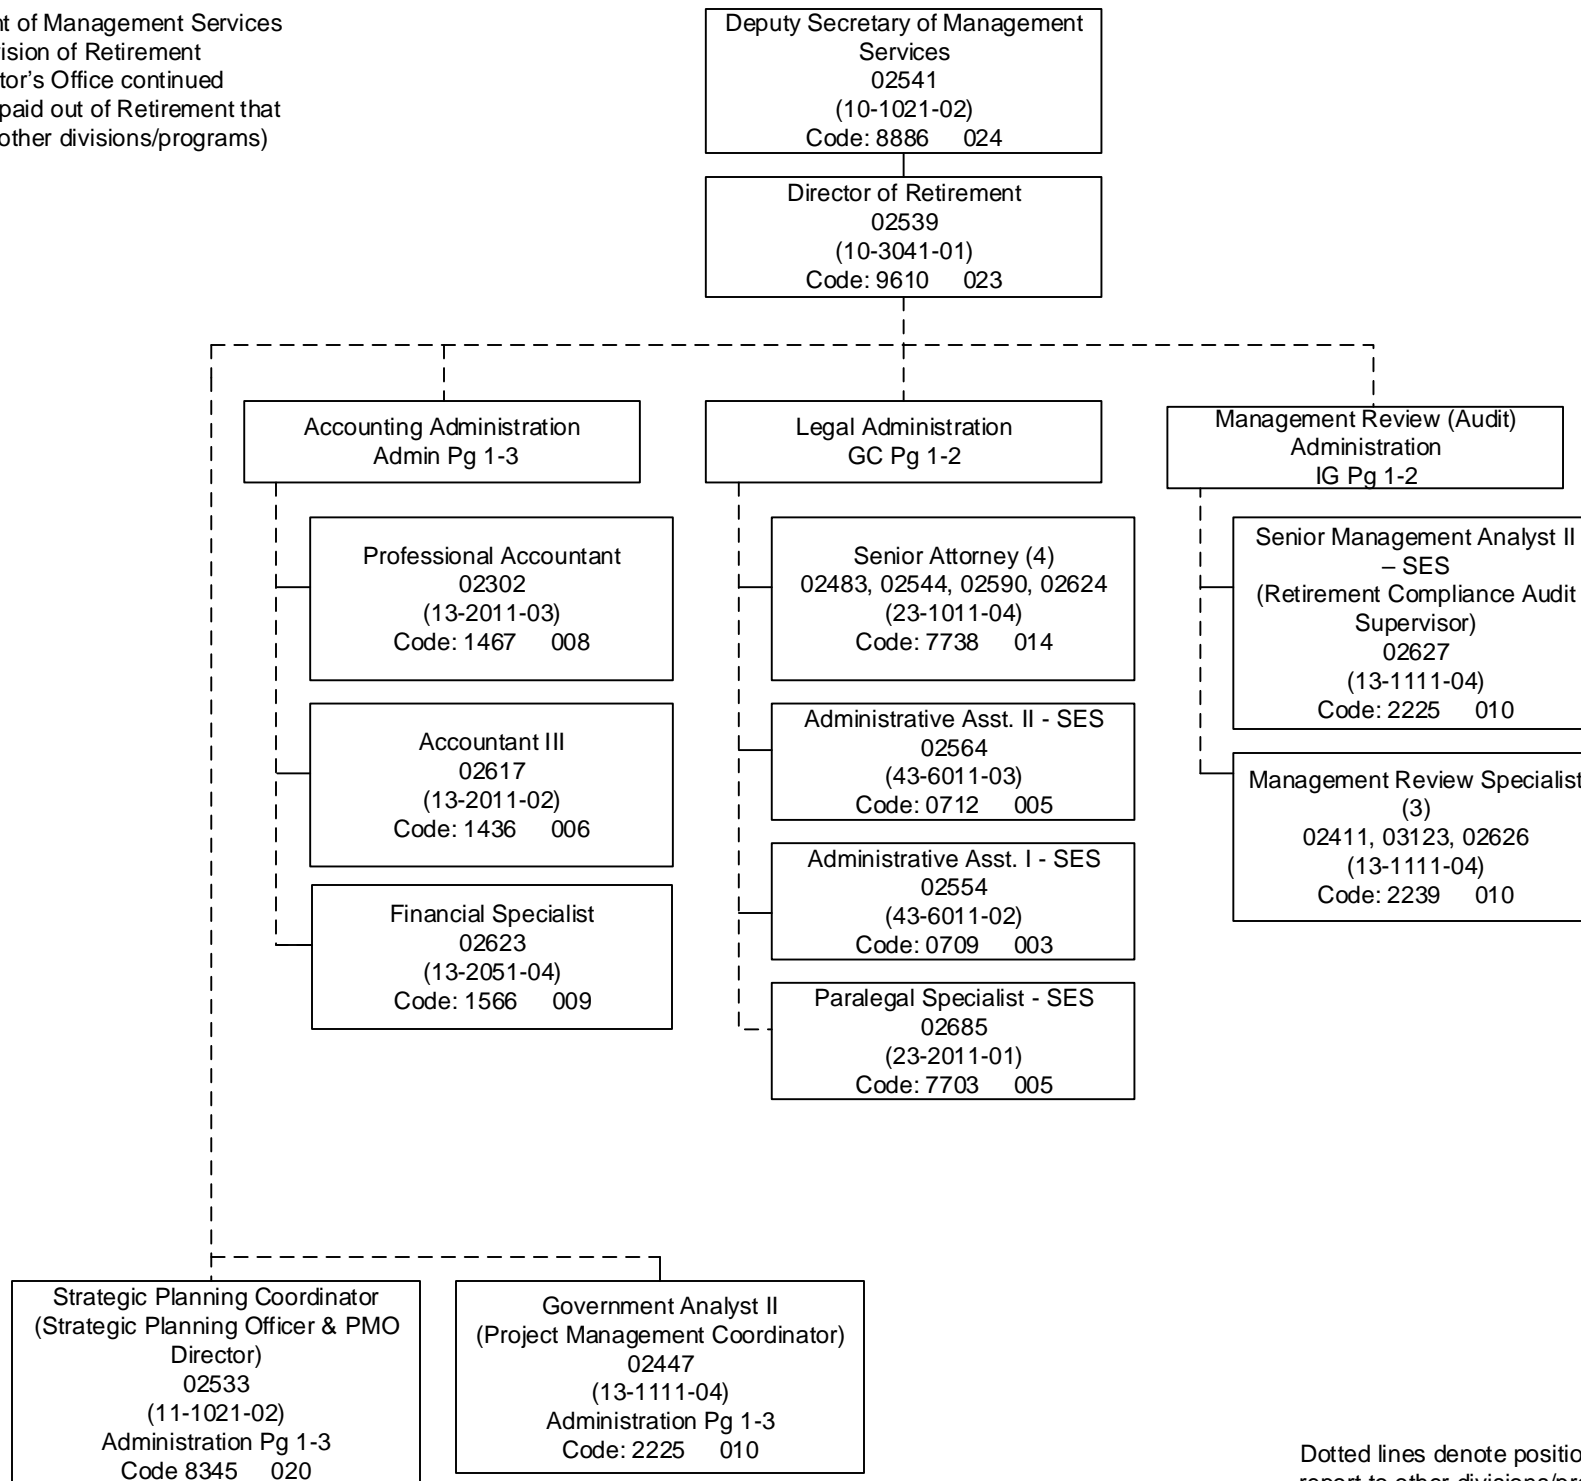 of Management Services
of Retirement
Office continued
paid out of Retirement that
other divisions/programs)
Deputy Secretary of Management
Services
02541
(10-1021-02)
Code: 8886 024
Director of Retirement
02539
(10-3041-01)
Code: 9610 023
Accounting Administration
Admin Pg 1-3
Legal Administration
GC Pg 1-2
Management Review (Audit)
Administration
IG Pg 1-2
Professional Accountant
02302
(13-2011-03)
Code: 1467 008
Accountant III
02617
(13-2011-02)
Code: 1436 006
Financial Specialist
02623
(13-2051-04)
Code: 1566 009
Senior Attorney (4)
02483, 02544, 02590, 02624
(23-1011-04)
Code: 7738 014
Administrative Asst. II - SES
02564
(43-6011-03)
Code: 0712 005
Administrative Asst. I - SES
02554
(43-6011-02)
Code: 0709 003
Paralegal Specialist - SES
02685
(23-2011-01)
Code: 7703 005
Senior Management Analyst II
– SES
(Retirement Compliance Audit
Supervisor)
02627
(13-1111-04)
Code: 2225 010
Management Review Specialist
(3)
02411, 03123, 02626
(13-1111-04)
Code: 2239 010
Strategic Planning Coordinator
(Strategic Planning Officer & PMO
Director)
02533
(11-1021-02)
Administration Pg 1-3
Code 8345 020
Government Analyst II
(Project Management Coordinator)
02447
(13-1111-04)
Administration Pg 1-3
Code: 2225 010
Dotted lines denote
report to other